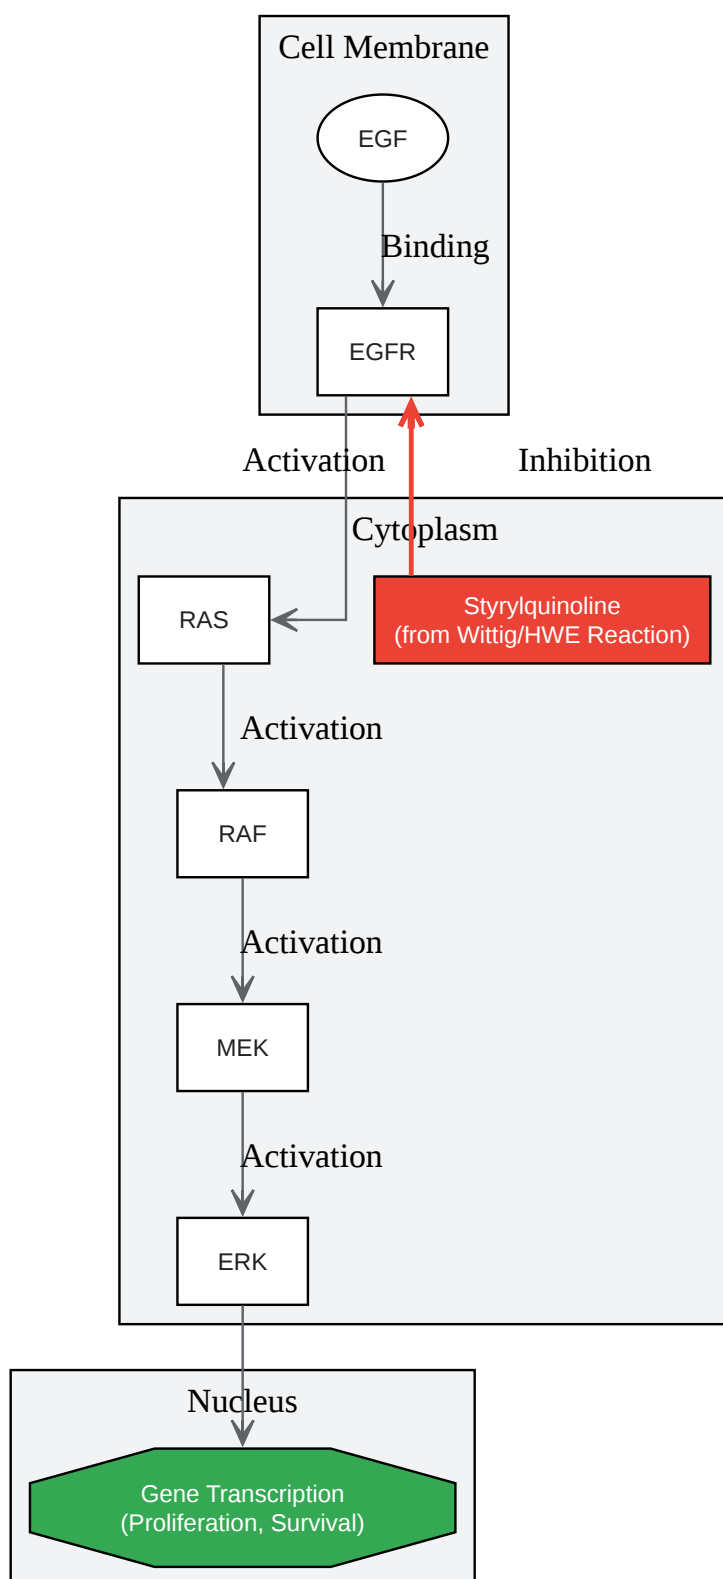 Cell Membrane
EGF
Binding
EGFR
Activation
Inhibition
Cytoplasm
RAS
Styrylquinoline
(from Wittig/HWE Reaction)
Activation
RAF
Activation
MEK
Activation
ERK
Nucleus
Gene Transcription
(Proliferation, Survival)